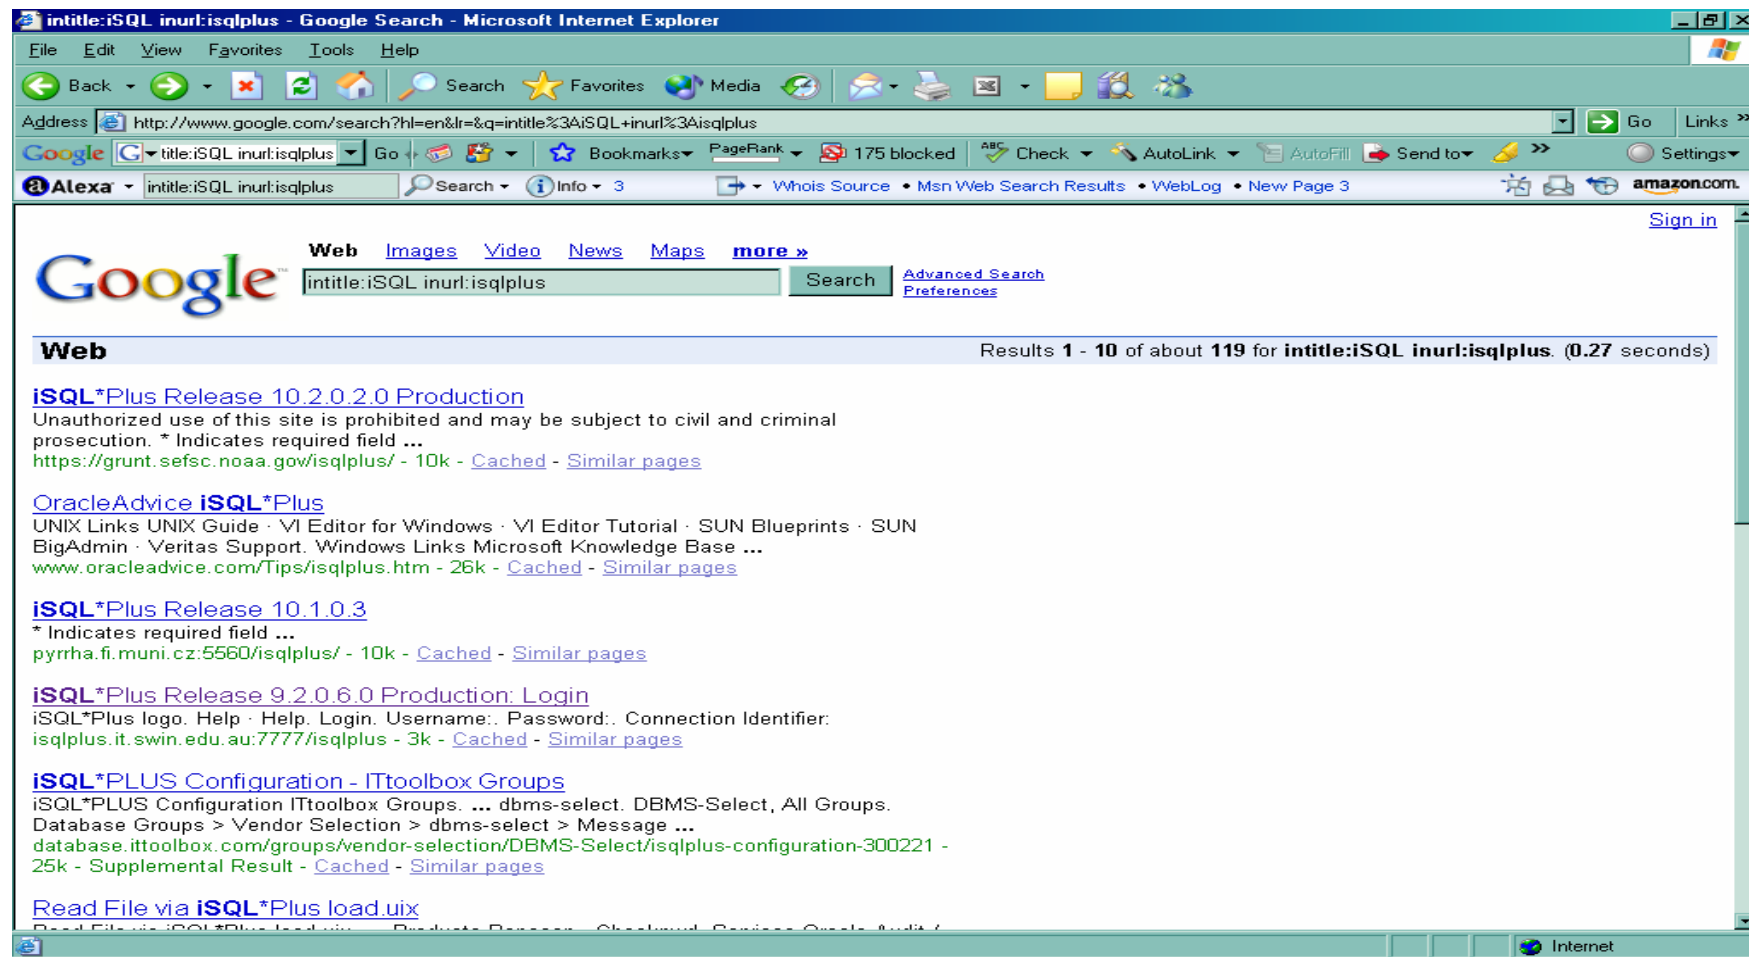 intitle:iSQL inurl:isqlplus - Google Search - Microsoft Internet Explorer
File Edit View Favorites Tools Help
Back Search Favorites Media
Address http://www.google.com/search?hl=en&lr=&q=intitle%3AiSQL+inurl%3Aisqlplus Go Links »
Google G title:iSQL inurl:isqlplus Go Bookmarks PageRank 175 blocked ABC Check AutoLink AutoFill Send to » Settings
a Alexa intitle:iSQL inurl:isqlplus Search i Info 3 Whois Source • Msn Web Search Results • WebLog • New Page 3 amazon.com.
Sign in
Web Images Video News Maps more »
Google™ intitle:iSQL inurl:isqlplus Search Advanced Search
Preferences
Web Results 1 - 10 of about 119 for intitle:iSQL inurl:isqlplus. (0.27 seconds)
iSQL*Plus Release 10.2.0.2.0 Production
Unauthorized use of this site is prohibited and may be subject to civil and criminal
prosecution. * Indicates required field ...
https://grunt.sefsc.noaa.gov/isqlplus/ - 10k - Cached - Similar pages
OracleAdvice iSQL*Plus
UNIX Links UNIX Guide · VI Editor for Windows · VI Editor Tutorial · SUN Blueprints · SUN
BigAdmin · Veritas Support. Windows Links Microsoft Knowledge Base ...
www.oracleadvice.com/Tips/isqlplus.htm - 26k - Cached - Similar pages
iSQL*Plus Release 10.1.0.3
* Indicates required field ...
pyrrha.fi.muni.cz:5560/isqlplus/ - 10k - Cached - Similar pages
iSQL*Plus Release 9.2.0.6.0 Production: Login
iSQL*Plus logo. Help · Help. Login. Username:. Password:. Connection Identifier:
isqlplus.it.swin.edu.au:7777/isqlplus - 3k - Cached - Similar pages
iSQL*PLUS Configuration - ITtoolbox Groups
iSQL*PLUS Configuration ITtoolbox Groups. ... dbms-select. DBMS-Select, All Groups.
Database Groups > Vendor Selection > dbms-select > Message ...
database.ittoolbox.com/groups/vendor-selection/DBMS-Select/isqlplus-configuration-300221 -
25k - Supplemental Result - Cached - Similar pages
Read File via iSQL*Plus load.uix
Internet